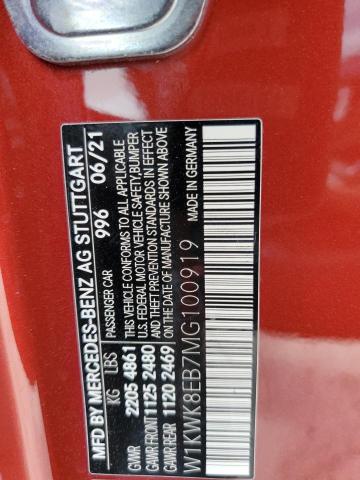 MFD BY MERCEDES-BENZ AG STUTTGART
PASSENGER CAR 996 06/21
KG LBS
GVWR 2205 4861
GAWR FRONT 1125 2480
GAWR REAR 1120 2469
THIS VEHICLE CONFORMS TO ALL APPLICABLE
U.S. FEDERAL MOTOR VEHICLE SAFETY, BUMPER
AND THEFT PREVENTION STANDARDS IN EFFECT
ON THE DATE OF MANUFACTURE SHOWN ABOVE
W1KWK8EB7MG100919
MADE IN GERMANY